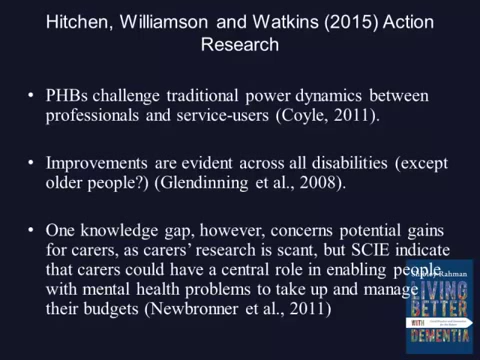 Hitchen, Williamson and Watkins (2015) Action
Research
• PHBs challenge traditional power dynamics between
professionals and service-users (Coyle, 2011).
• Improvements are evident across all disabilities (except
older people?) (Glendinning et al., 2008).
• One knowledge gap, however, concerns potential gains
for carers, as carers’ research is scant, but SCIE indicate
that carers could have a central role in enabling people
with mental health problems to take up and manage
their budgets (Newbronner et al., 2011)
Rahman
LIVING
BETTER
WITH
DEMENTIA